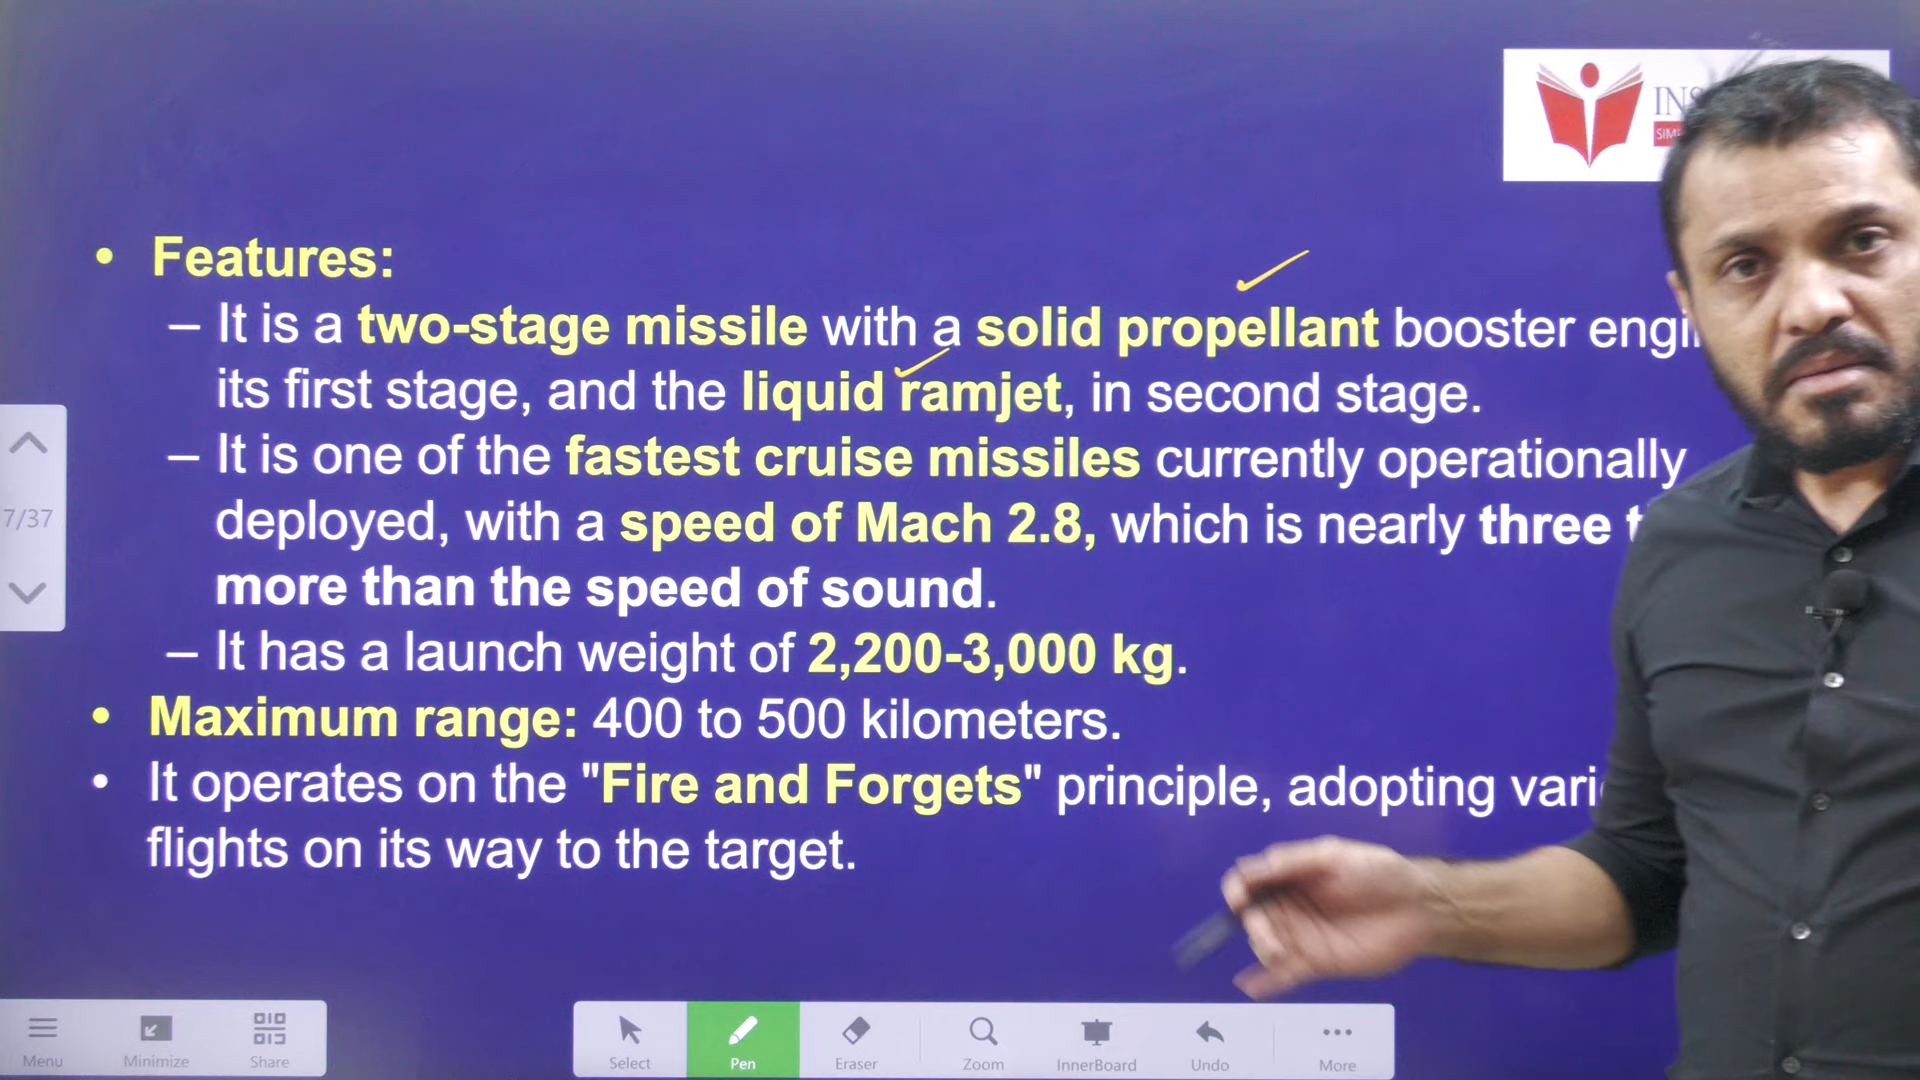 INS
SIM
• Features:
– It is a two-stage missile with a solid propellant booster engi
its first stage, and the liquid ramjet, in second stage.
– It is one of the fastest cruise missiles currently operationally
deployed, with a speed of Mach 2.8, which is nearly three t
more than the speed of sound.
– It has a launch weight of 2,200-3,000 kg.
• Maximum range: 400 to 500 kilometers.
• It operates on the "Fire and Forgets" principle, adopting vari
flights on its way to the target.
7/37
Menu Minimize Share Select Pen Eraser Zoom InnerBoard Undo More